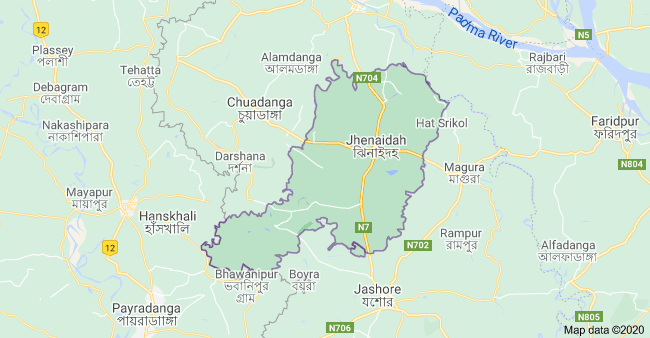 Padma River
N5
12
Plassey
পলাশী
Alamdanga
আলমডাঙ্গা
Rajbari
রাজবাড়ী
Tehatta
তেহট্ট
N704
Debagram
দেবাগ্রাম
Chuadanga
চুয়াডাঙ্গা
Hat Srikol
Faridpur
ফরিদপুর
Nakashipara
নাকাশিপারা
Jhenaidah
ঝিনাইদহ
Darshana
দর্শনা
Magura
মাগুরা
N804
Mayapur
মায়াপুর
Hanskhali
হাঁসখালি
N7
Rampur
রামপুর
12
N702
Alfadanga
আলফাডাঙ্গা
Bhawanipur
ভবানিপুর
গ্রাম
Boyra
বয়রা
Jashore
যশোর
Payradanga
পায়রাডাঙ্গা
N706
N805
Map data ©2020